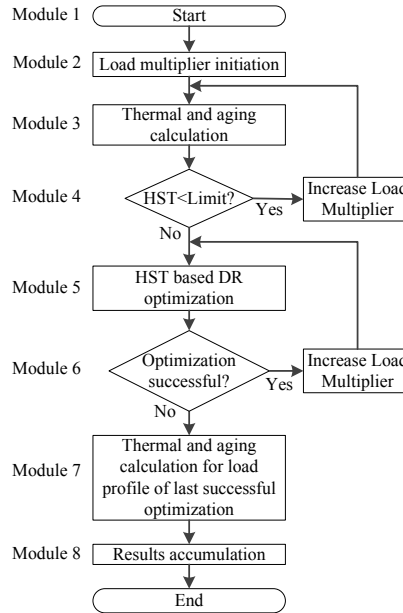 Module 1
Start
Module 2
Load multiplier initiation
Module 3
Thermal and aging
calculation
Module 4
HST<Limit?
Yes
Increase Load
Multiplier
No
Module 5
HST based DR
optimization
Module 6
Optimization
successful?
Yes
Increase Load
Multiplier
No
Module 7
Thermal and aging
calculation for load
profile of last successful
optimization
Module 8
Results accumulation
End